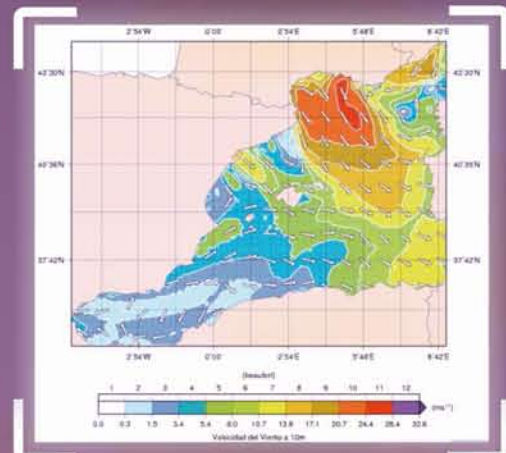 2°54'W 0°00' 2°54'E 5°48'E 8°42'E
43°30'N 43°30'N
40°36'N 40°36'N
37°42'N 37°42'N
2°54'W 0°00' 2°54'E 5°48'E 8°42'E
(beaufort)
1 2 3 4 5 6 7 8 9 10 11 12
(ms⁻¹)
0.0 0.3 1.5 3.4 5.4 8.0 10.7 13.8 17.1 20.7 24.4 28.4 32.6
Velocidad del Viento a 10m